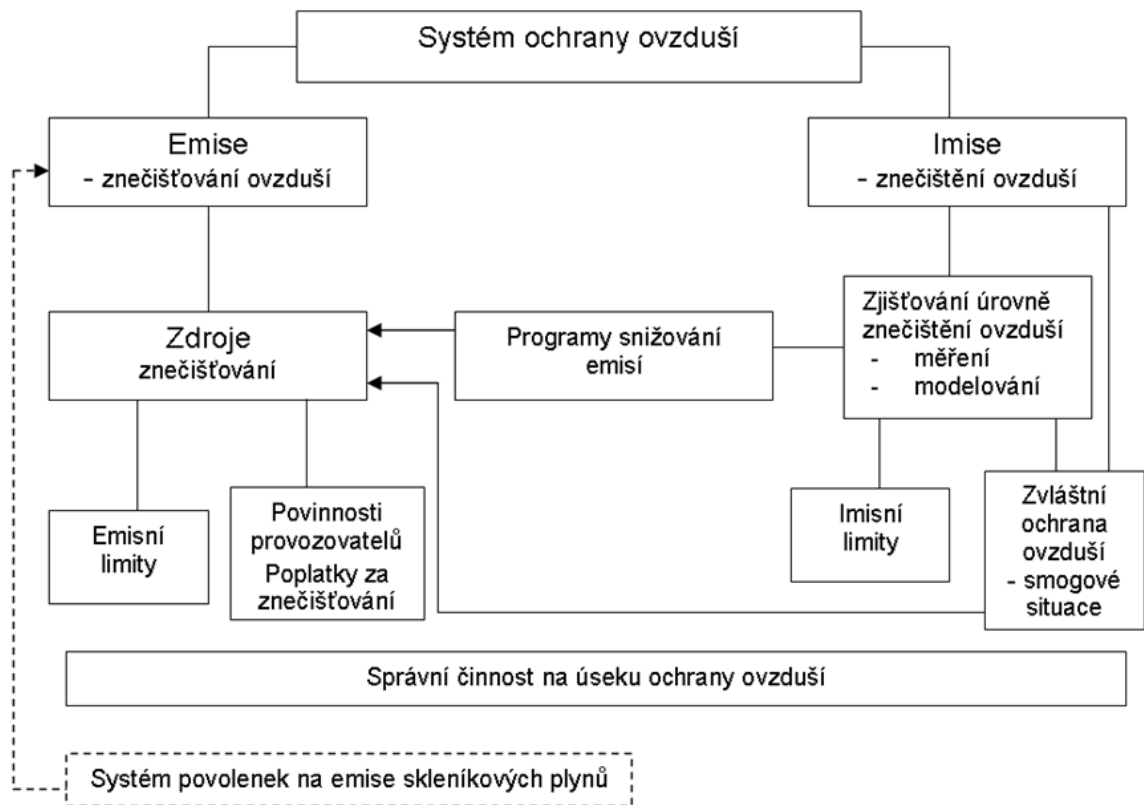 Systém ochrany ovzduší
Emise
- znečišťování ovzduší
Imise
- znečištění ovzduší
Zdroje
znečišťování
Programy snižování
emisí
Zjišťování úrovně
znečištění ovzduší
- měření
- modelování
Emisní
limity
Povinnosti
provozovatelů
Poplatky za
znečišťování
Imisní
limity
Zvláštní
ochrana
ovzduší
- smogové
situace
Správní činnost na úseku ochrany ovzduší
Systém povolenek na emise skleníkových plynů